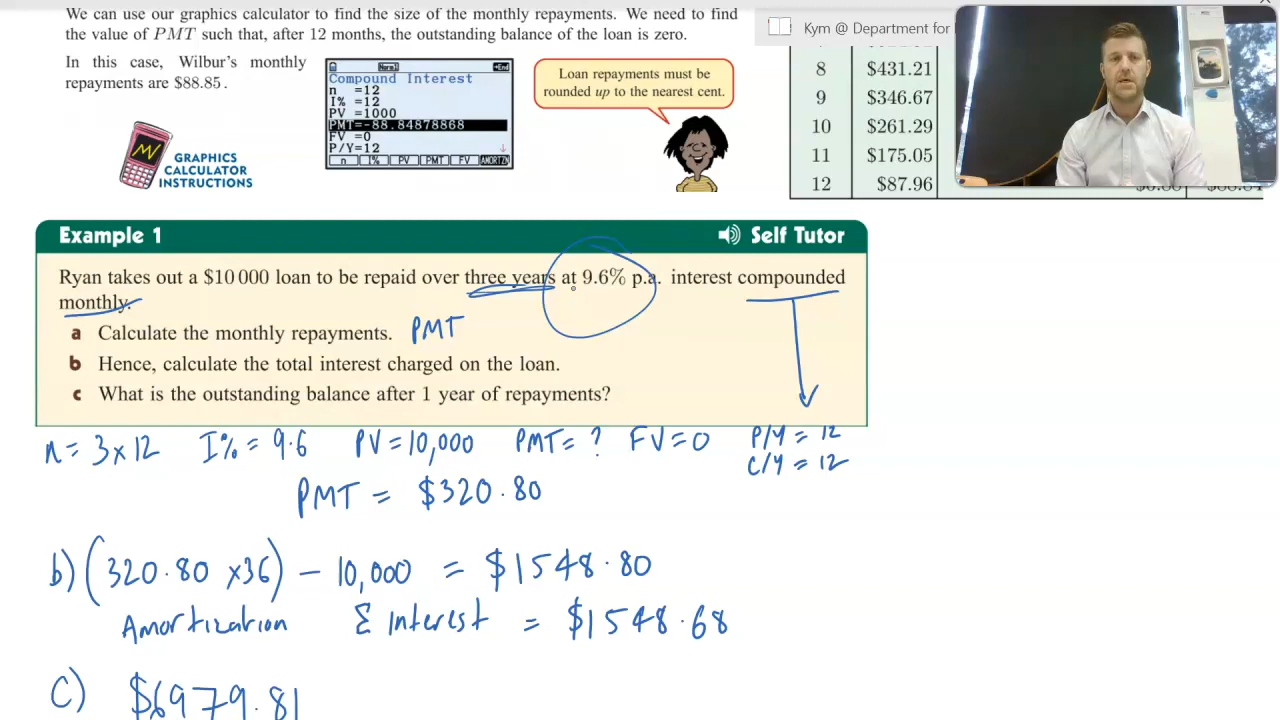 We can use our graphics calculator to find the size of the monthly repayments. We need to find
the value of PMT such that, after 12 months, the outstanding balance of the loan is zero.
In this case, Wilbur's monthly
repayments are $88.85.
Norm1
End
Compound Interest
n =12
I% =12
PV =1000
PMT=-88.84878868
FV =0
P/Y=12
n I% PV PMT FV AMORTZN
Loan repayments must be
rounded up to the nearest cent.
GRAPHICS
CALCULATOR
INSTRUCTIONS
Kym @ Department for
8 $431.21
9 $346.67
10 $261.29
11 $175.05
12 $87.96
Example 1
Self Tutor
Ryan takes out a $10 000 loan to be repaid over three years at 9.6% p.a. interest compounded
monthly.
a Calculate the monthly repayments. PMT
b Hence, calculate the total interest charged on the loan.
c What is the outstanding balance after 1 year of repayments?
n = 3 x 12 I% = 9.6 PV = 10,000 PMT = ? FV = 0 P/Y = 12
C/Y = 12
PMT = $320.80
b) (320.80 x 36) - 10,000 = $1548.80
Amortization Σ Interest = $1548.68
c) $6979.81